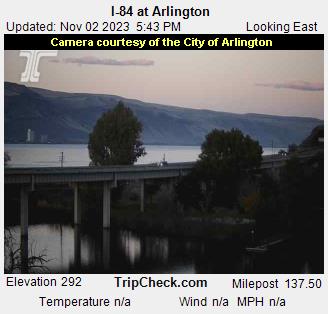 I-84 at Arlington
Updated: Nov 02 2023 5:43 PM Looking East
Camera courtesy of the City of Arlington
Elevation 292 TripCheck.com Milepost 137.50
Temperature n/a Wind n/a MPH n/a